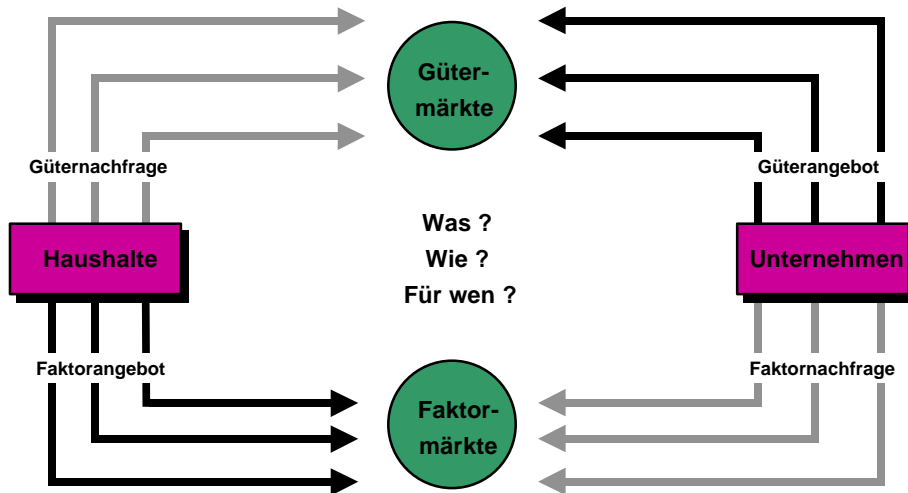 Güter-
märkte
Güternachfrage
Güterangebot
Was ?
Haushalte
Wie ?
Unternehmen
Für wen ?
Faktorangebot
Faktornachfrage
Faktor-
märkte